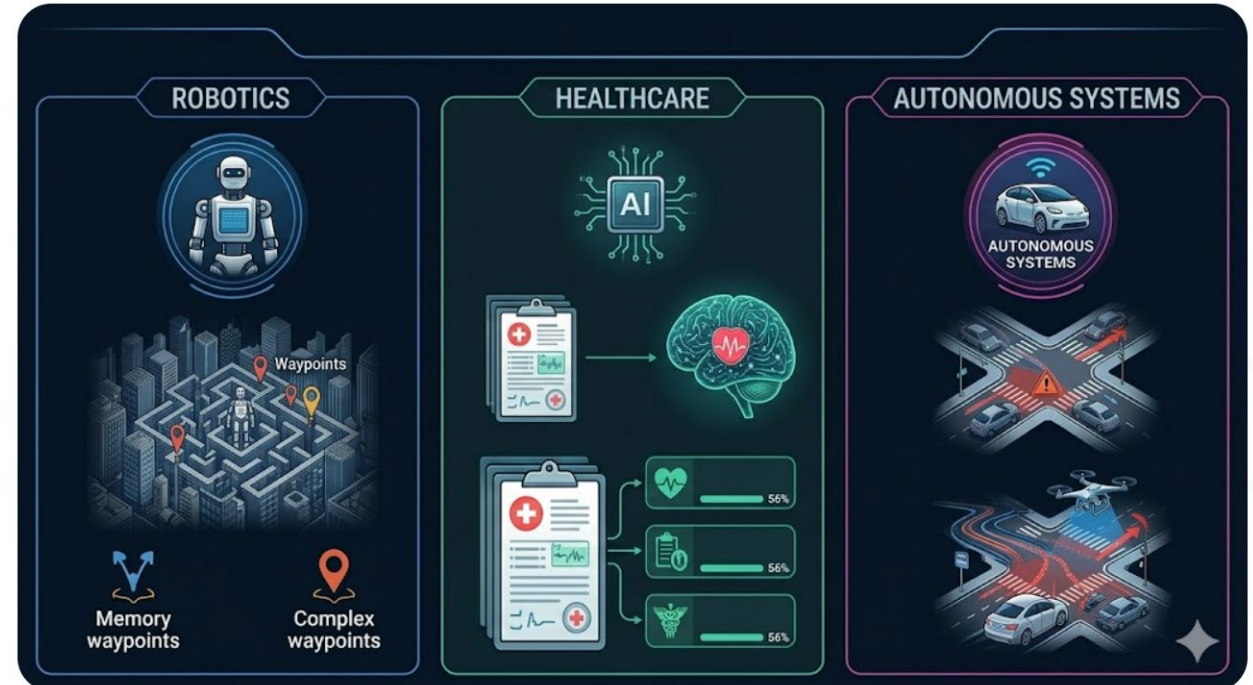 ROBOTICS
Waypoints
Memory
waypoints
Complex
waypoints
HEALTHCARE
AI
56%
56%
56%
AUTONOMOUS SYSTEMS
AUTONOMOUS
SYSTEMS